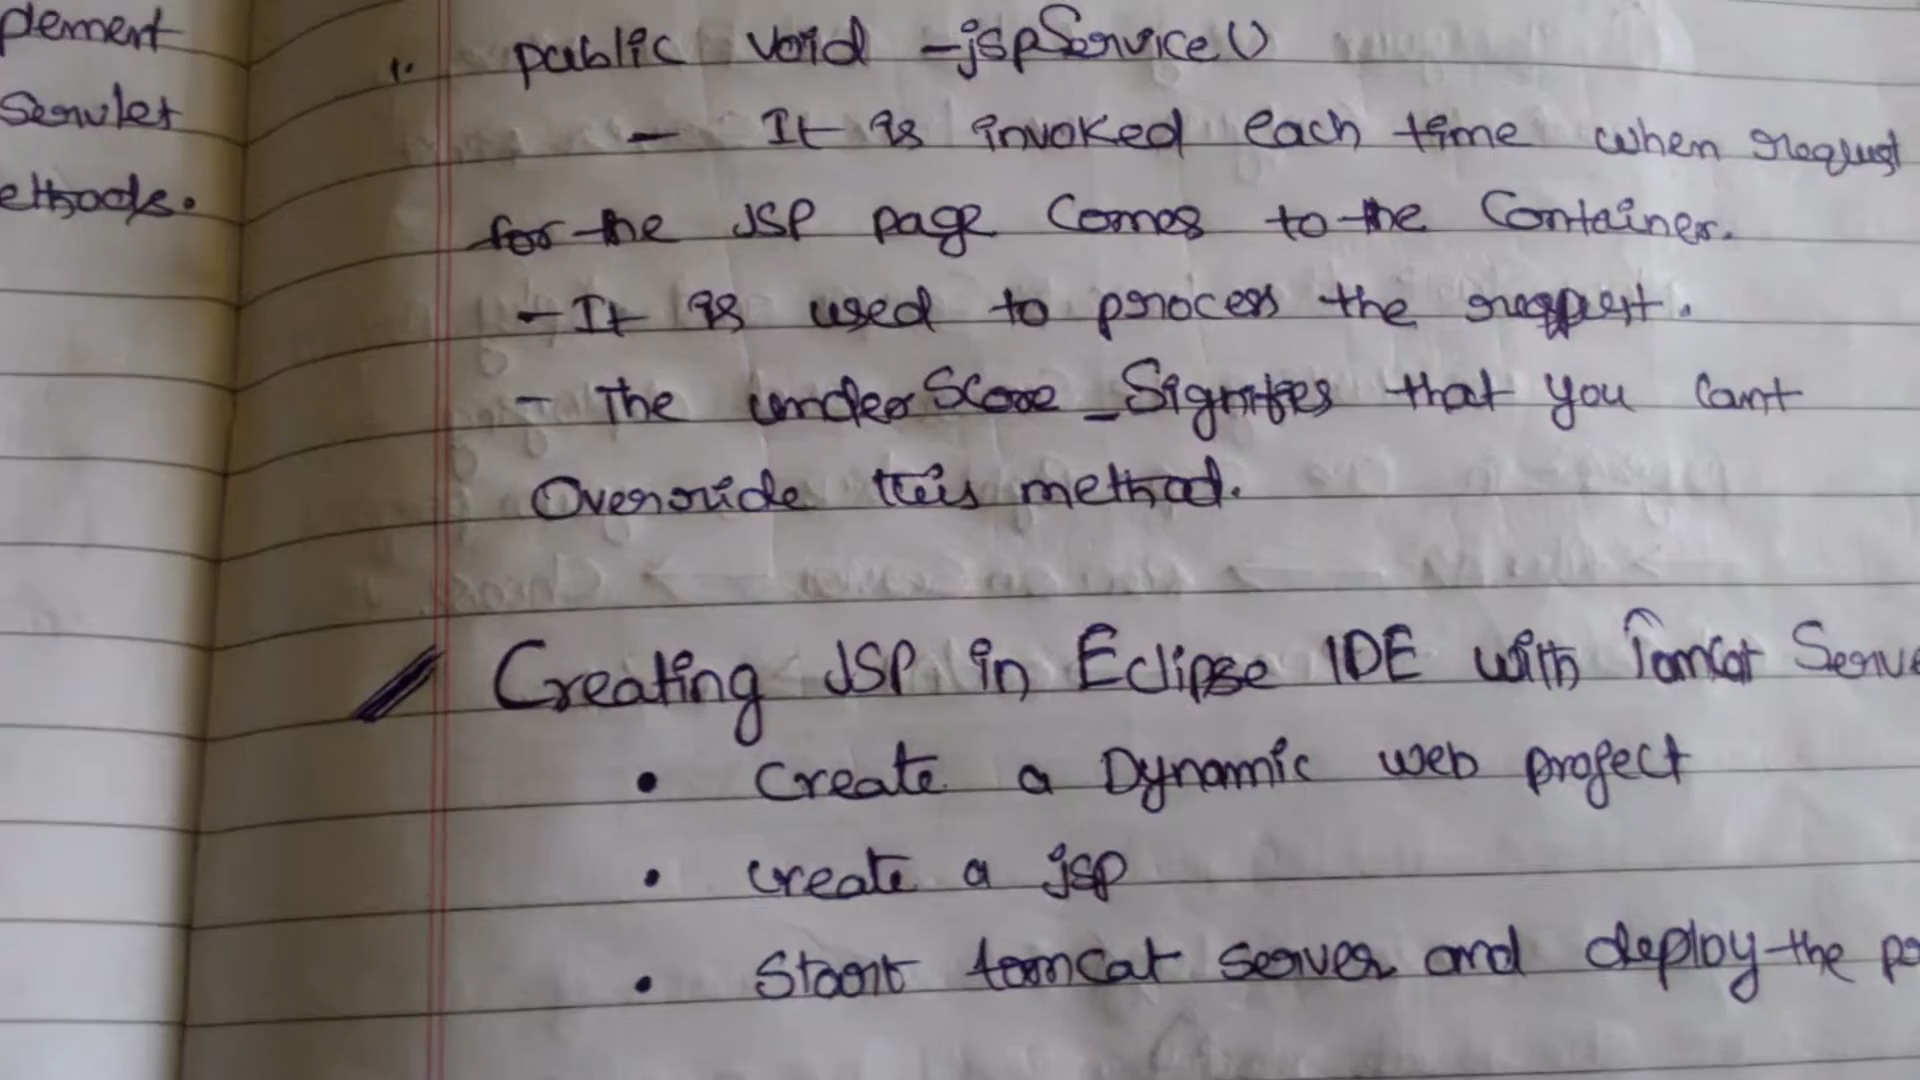 plement
Servlet
ethods.
1. public void _jspService()
- It is invoked each time when request
for the JSP page Comes to the Container.
- It is used to process the request.
- The underScore _ Signifies that you cant
Override this method.
Creating JSP in Eclipse IDE with Tomcat Serve
• Create a Dynamic web project
• create a jsp
• Start tomcat server and deploy the po